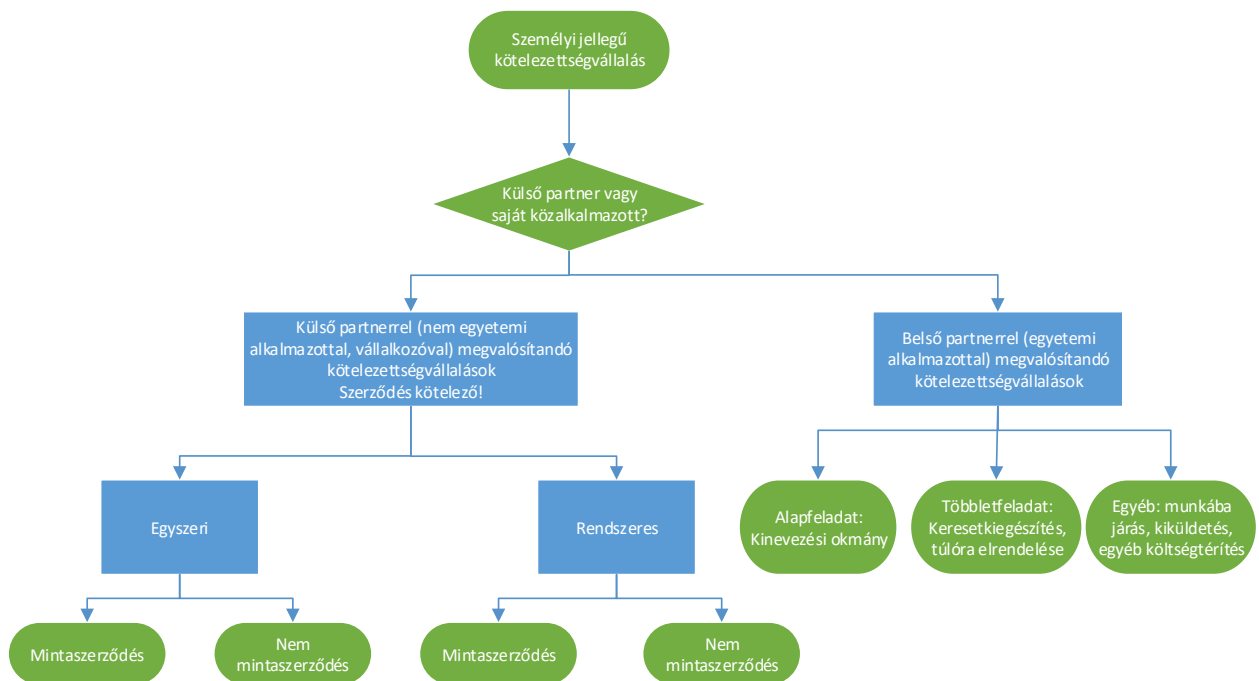 Személyi jellegű
kötelezettségvállalás
Külső partner vagy
saját közalkalmazott?
Külső partnerrel (nem egyetemi
alkalmazottal, vállalkozóval) megvalósítandó
kötelezettségvállalások
Szerződés kötelező!
Belső partnerrel (egyetemi
alkalmazottal) megvalósítandó
kötelezettségvállalások
Egyszeri
Rendszeres
Alapfeladat:
Kinevezési okmány
Többletfeladat:
Keresetkiegészítés,
túlóra elrendelése
Egyéb: munkába
járás, kiküldetés,
egyéb költségtérítés
Mintaszerződés
Nem
mintaszerződés
Mintaszerződés
Nem
mintaszerződés